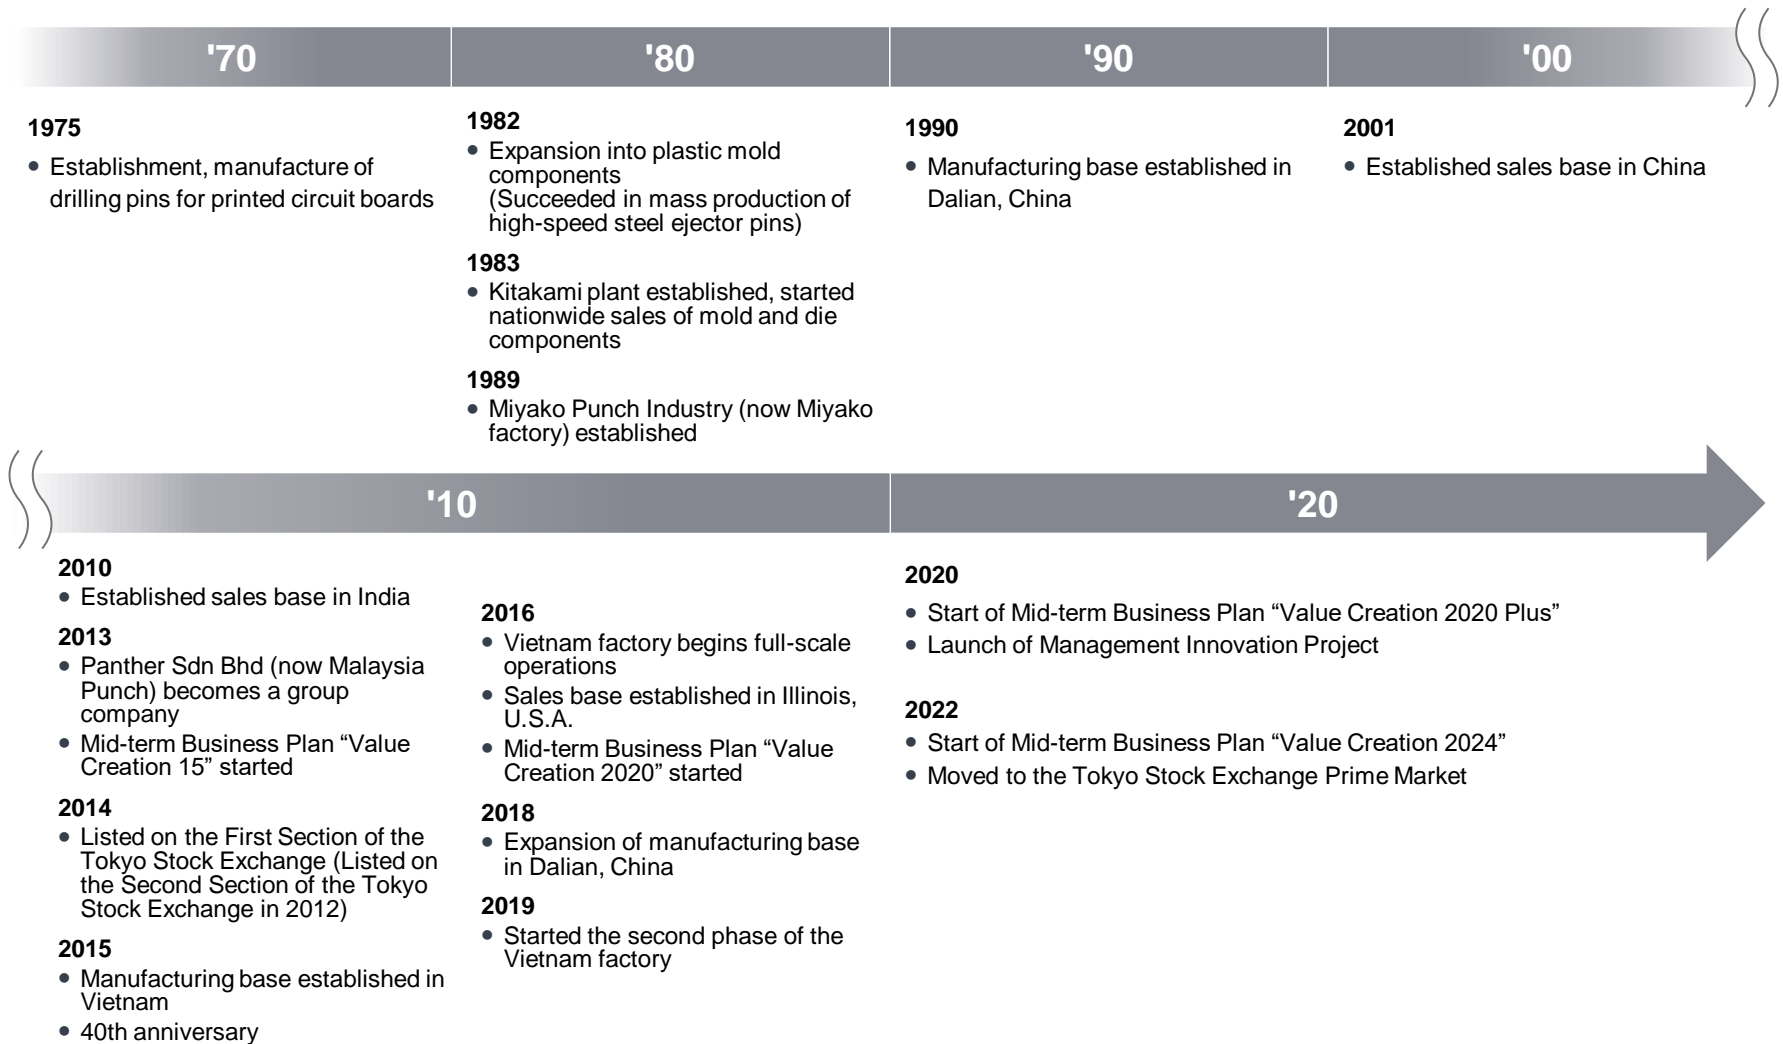 '70
'80
'90
'00
1975
• Establishment, manufacture of
drilling pins for printed circuit boards
1982
• Expansion into plastic mold
components
(Succeeded in mass production of
high-speed steel ejector pins)
1983
• Kitakami plant established, started
nationwide sales of mold and die
components
1989
• Miyako Punch Industry (now Miyako
factory) established
1990
• Manufacturing base established in
Dalian, China
2001
• Established sales base in China
'10
'20
2010
• Established sales base in India
2013
• Panther Sdn Bhd (now Malaysia
Punch) becomes a group
company
• Mid-term Business Plan “Value
Creation 15” started
2014
• Listed on the First Section of the
Tokyo Stock Exchange (Listed on
the Second Section of the Tokyo
Stock Exchange in 2012)
2015
• Manufacturing base established in
Vietnam
• 40th anniversary
2016
• Vietnam factory begins full-scale
operations
• Sales base established in Illinois,
U.S.A.
• Mid-term Business Plan “Value
Creation 2020” started
2018
• Expansion of manufacturing base
in Dalian, China
2019
• Started the second phase of the
Vietnam factory
2020
• Start of Mid-term Business Plan “Value Creation 2020 Plus”
• Launch of Management Innovation Project
2022
• Start of Mid-term Business Plan “Value Creation 2024”
• Moved to the Tokyo Stock Exchange Prime Market